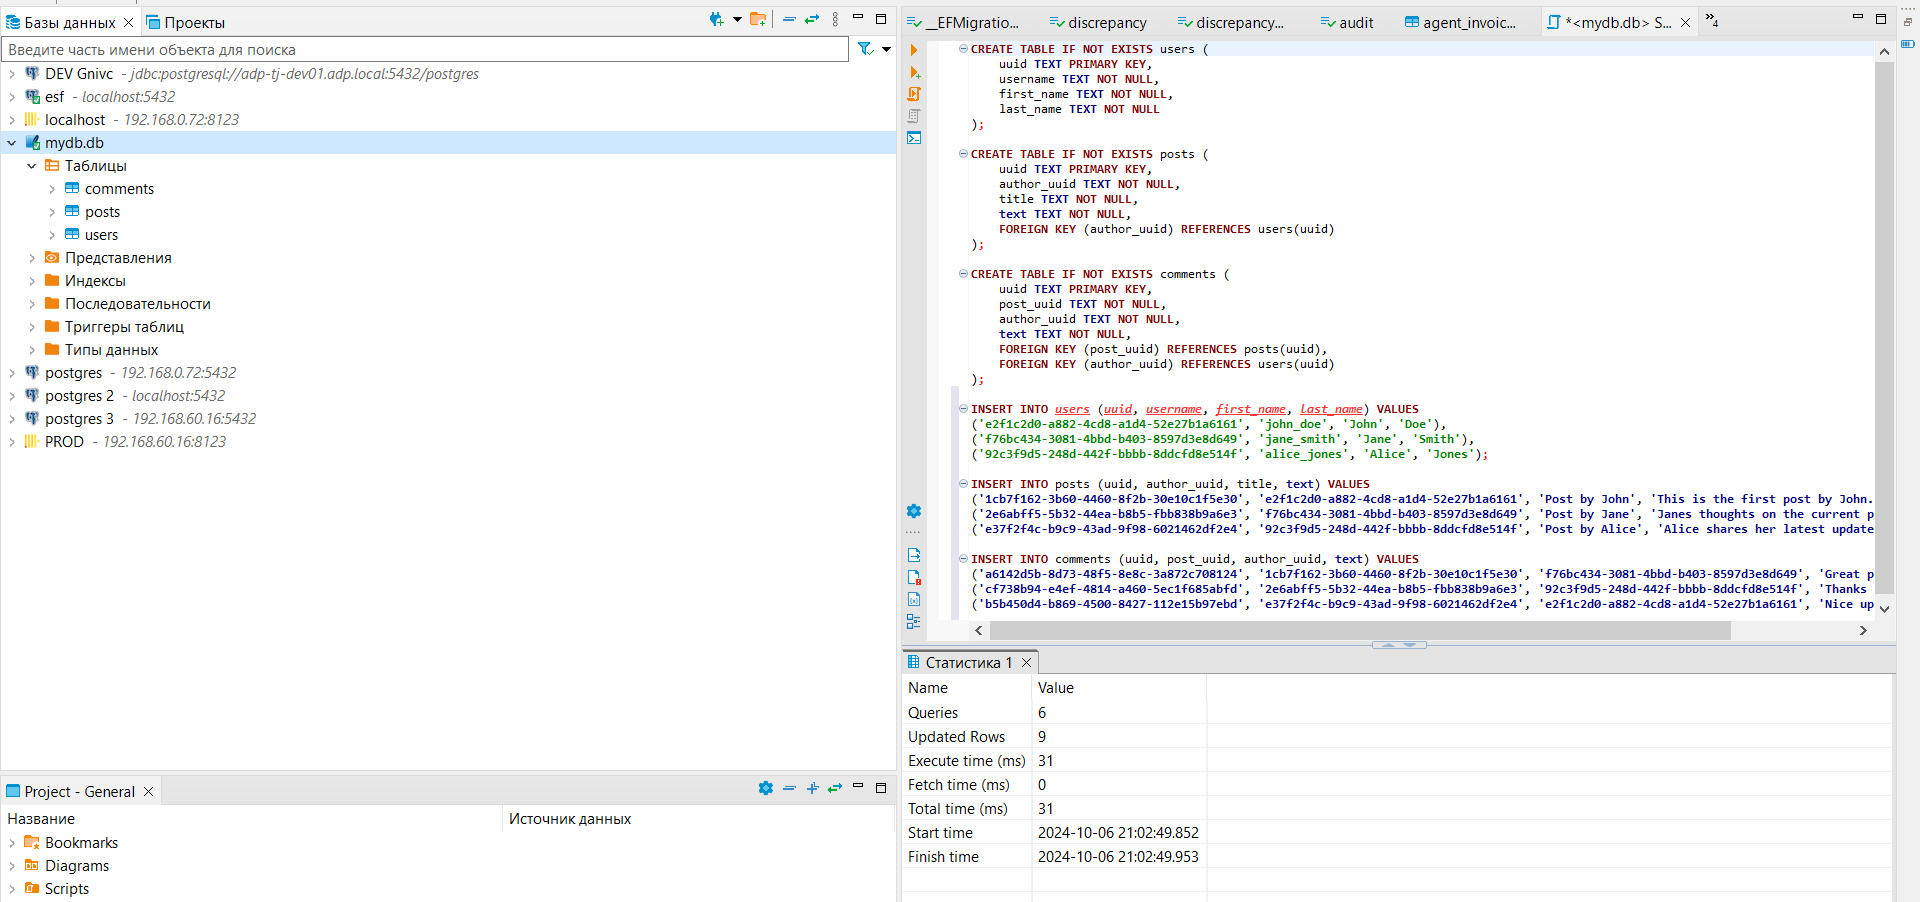 Базы данных
Проекты
Введите часть имени объекта для поиска
DEV Gnivc - jdbc:postgresql://adp-tj-dev01.adp.local:5432/postgres
esf - localhost:5432
localhost - 192.168.0.72:8123
mydb.db
Таблицы
comments
posts
users
Представления
Индексы
Последовательности
Триггеры таблиц
Типы данных
postgres - 192.168.0.72:5432
postgres 2 - localhost:5432
postgres 3 - 192.168.60.16:5432
PROD - 192.168.60.16:8123
Project - General
Название Источник данных
Bookmarks
Diagrams
Scripts
__EFMigratio... discrepancy discrepancy... audit agent_invoic... *<mydb.db> S... »4
CREATE TABLE IF NOT EXISTS users (
uuid TEXT PRIMARY KEY,
username TEXT NOT NULL,
first_name TEXT NOT NULL,
last_name TEXT NOT NULL
);
CREATE TABLE IF NOT EXISTS posts (
uuid TEXT PRIMARY KEY,
author_uuid TEXT NOT NULL,
title TEXT NOT NULL,
text TEXT NOT NULL,
FOREIGN KEY (author_uuid) REFERENCES users(uuid)
);
CREATE TABLE IF NOT EXISTS comments (
uuid TEXT PRIMARY KEY,
post_uuid TEXT NOT NULL,
author_uuid TEXT NOT NULL,
text TEXT NOT NULL,
FOREIGN KEY (post_uuid) REFERENCES posts(uuid),
FOREIGN KEY (author_uuid) REFERENCES users(uuid)
);
INSERT INTO users (uuid, username, first_name, last_name) VALUES
('e2f1c2d0-a882-4cd8-a1d4-52e27b1a6161', 'john_doe', 'John', 'Doe'),
('f76bc434-3081-4bbd-b403-8597d3e8d649', 'jane_smith', 'Jane', 'Smith'),
('92c3f9d5-248d-442f-bbbb-8ddcfd8e514f', 'alice_jones', 'Alice', 'Jones');
INSERT INTO posts (uuid, author_uuid, title, text) VALUES
('1cb7f162-3b60-4460-8f2b-30e10c1f5e30', 'e2f1c2d0-a882-4cd8-a1d4-52e27b1a6161', 'Post by John', 'This is the first post by John.
('2e6abff5-5b32-44ea-b8b5-fbb838b9a6e3', 'f76bc434-3081-4bbd-b403-8597d3e8d649', 'Post by Jane', 'Janes thoughts on the current p
('e37f2f4c-b9c9-43ad-9f98-6021462df2e4', '92c3f9d5-248d-442f-bbbb-8ddcfd8e514f', 'Post by Alice', 'Alice shares her latest update
INSERT INTO comments (uuid, post_uuid, author_uuid, text) VALUES
('a6142d5b-8d73-48f5-8e8c-3a872c708124', '1cb7f162-3b60-4460-8f2b-30e10c1f5e30', 'f76bc434-3081-4bbd-b403-8597d3e8d649', 'Great p
('cf738b94-e4ef-4814-a460-5ec1f685abfd', '2e6abff5-5b32-44ea-b8b5-fbb838b9a6e3', '92c3f9d5-248d-442f-bbbb-8ddcfd8e514f', 'Thanks
('b5b450d4-b869-4500-8427-112e15b97ebd', 'e37f2f4c-b9c9-43ad-9f98-6021462df2e4', 'e2f1c2d0-a882-4cd8-a1d4-52e27b1a6161', 'Nice up
Статистика 1
Name Value
Queries 6
Updated Rows 9
Execute time (ms) 31
Fetch time (ms) 0
Total time (ms) 31
Start time 2024-10-06 21:02:49.852
Finish time 2024-10-06 21:02:49.953